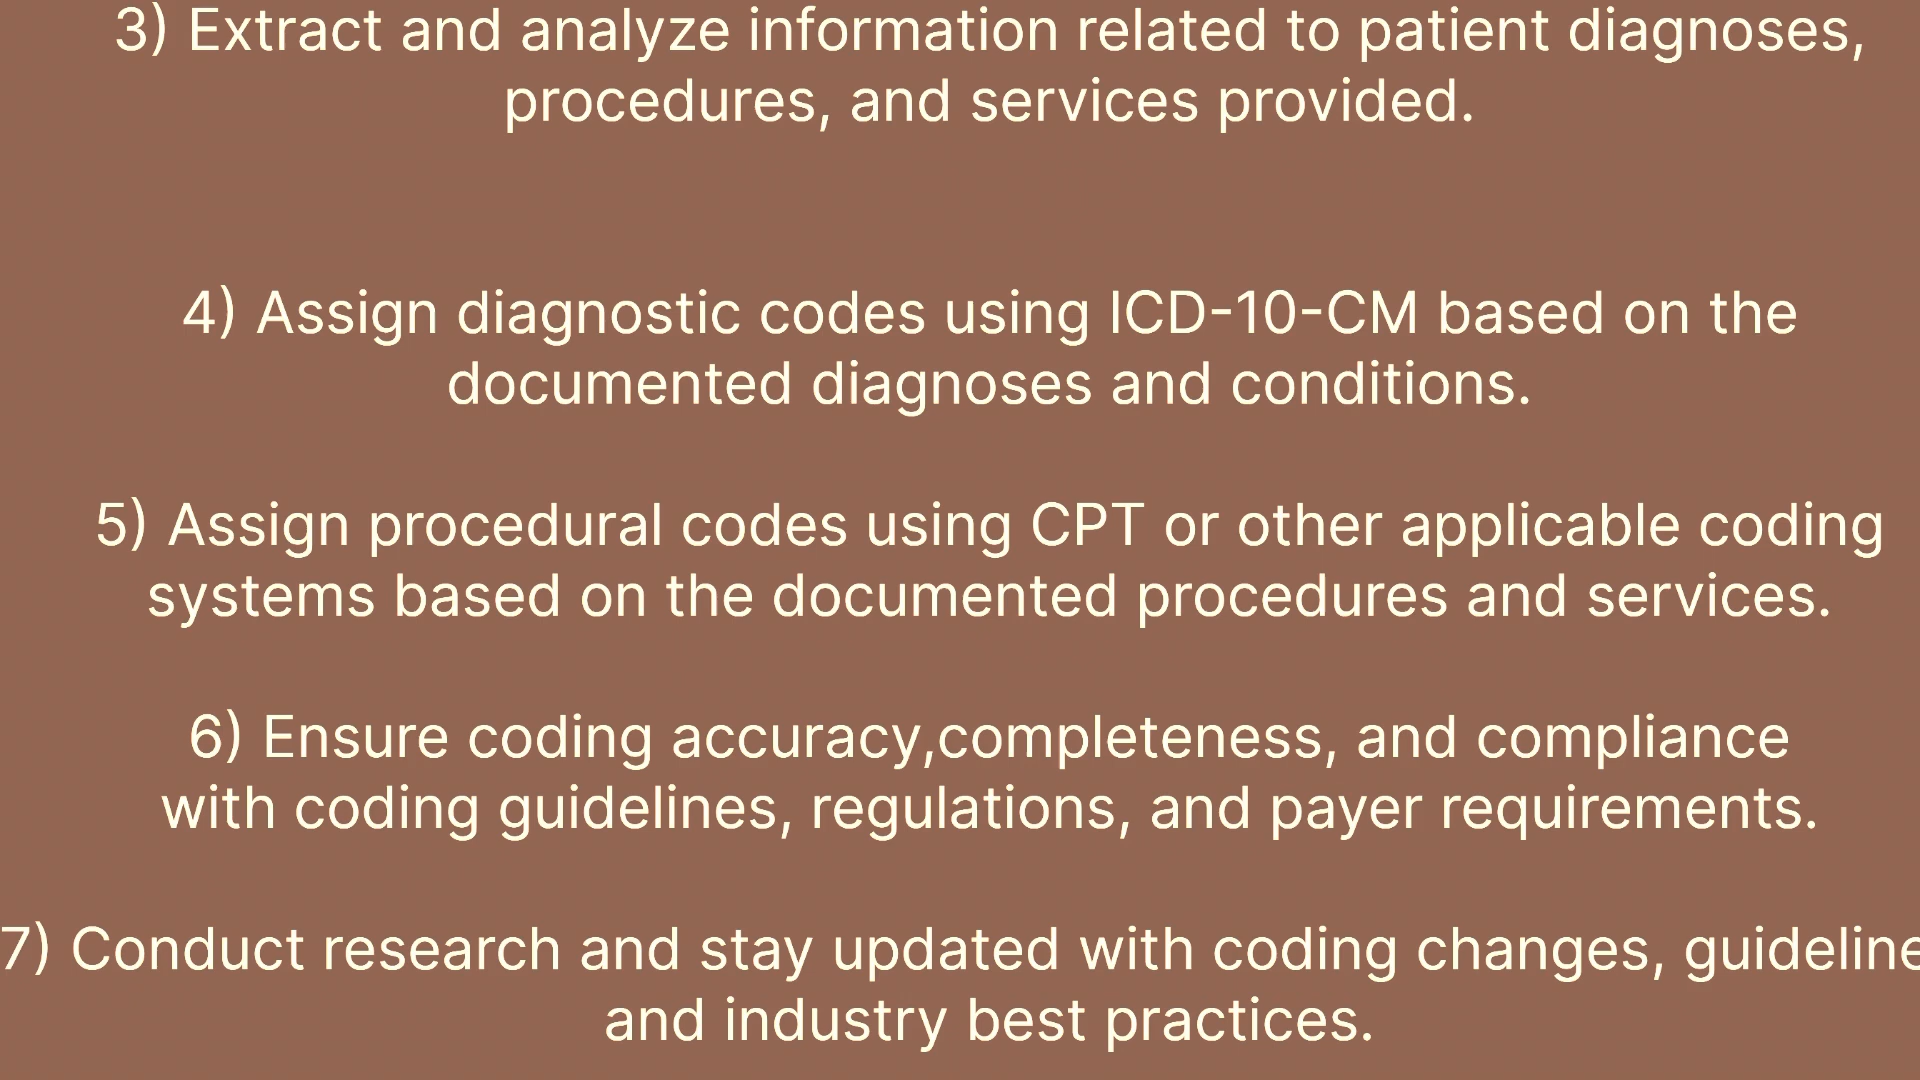 3) Extract and analyze information related to patient diagnoses,
procedures, and services provided.
4) Assign diagnostic codes using ICD-10-CM based on the
documented diagnoses and conditions.
5) Assign procedural codes using CPT or other applicable coding
systems based on the documented procedures and services.
6) Ensure coding accuracy,completeness, and compliance
with coding guidelines, regulations, and payer requirements.
7) Conduct research and stay updated with coding changes, guideline
and industry best practices.